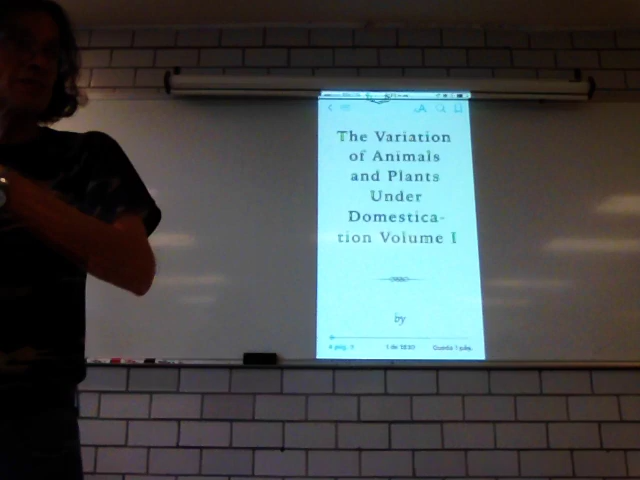 The Variation
of Animals
and Plants
Under
Domestica-
tion Volume I
by